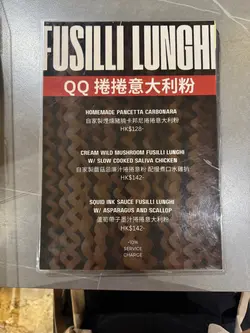 FUSILLI LUNGHI
QQ 捲捲意大利粉
HOMEMADE PANCETTA CARBONARA
自家製煙燻豬腩卡邦尼捲捲意大利粉
HK$128-
CREAM WILD MUSHROOM FUSILLI LUNGHI
W/ SLOW COOKED SALIVA CHICKEN
自家製蘑菇忌廉汁捲捲意粉 配慢煮口水雞扒
HK$142-
SQUID INK SAUCE FUSILLI LUNGHI
W/ ASPARAGUS AND SCALLOP
蘆筍帶子墨汁捲捲意大利粉
HK$142-
+10%
SERVICE
CHARGE